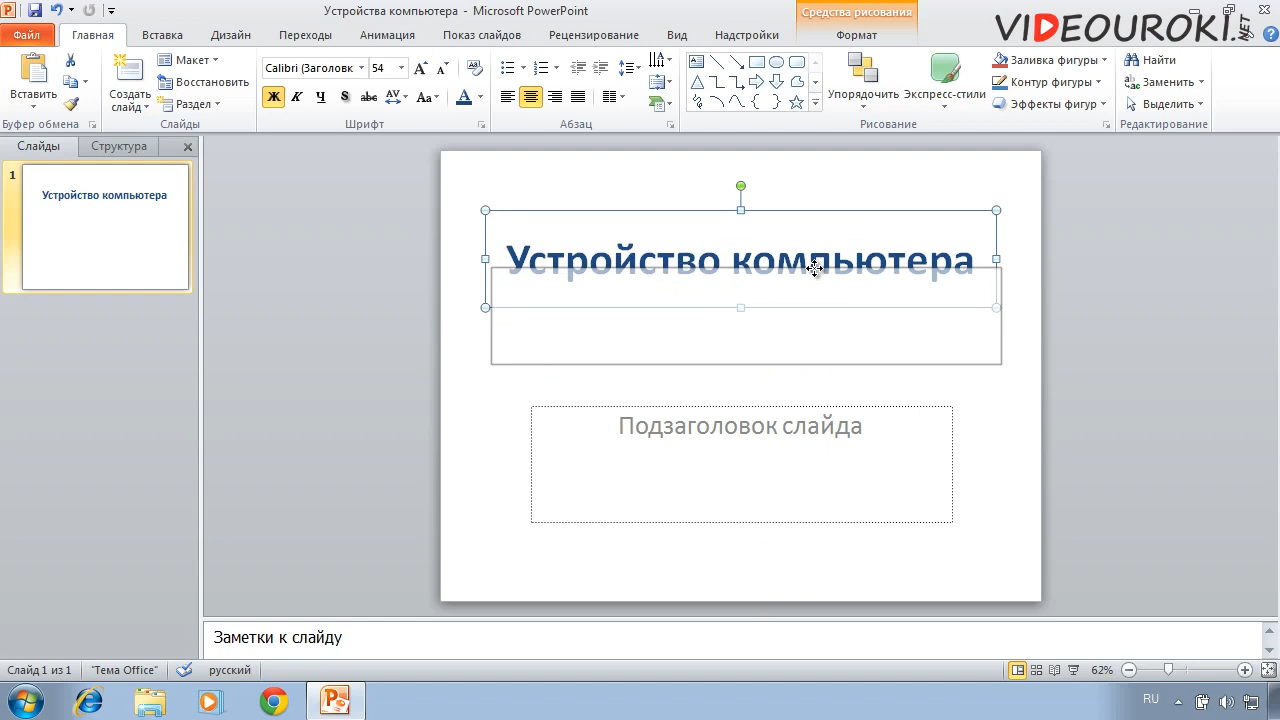 Устройства компьютера - Microsoft PowerPoint
Средства рисования
VIDEOUROKI.NET
Файл Главная Вставка Дизайн Переходы Анимация Показ слайдов Рецензирование Вид Надстройки Формат
Вставить
Буфер обмена
Создать слайд
Макет
Восстановить
Раздел
Слайды
Calibri (Заголовк 54
Ж К Ч S abc AV Aa A
Шрифт
Абзац
Упорядочить
Экспресс-стили
Рисование
Заливка фигуры
Контур фигуры
Эффекты фигур
Найти
Заменить
Выделить
Редактирование
Слайды Структура
1
Устройство компьютера
Устройство компьютера
Подзаголовок слайда
Заметки к слайду
Слайд 1 из 1 "Тема Office" русский 62%
RU